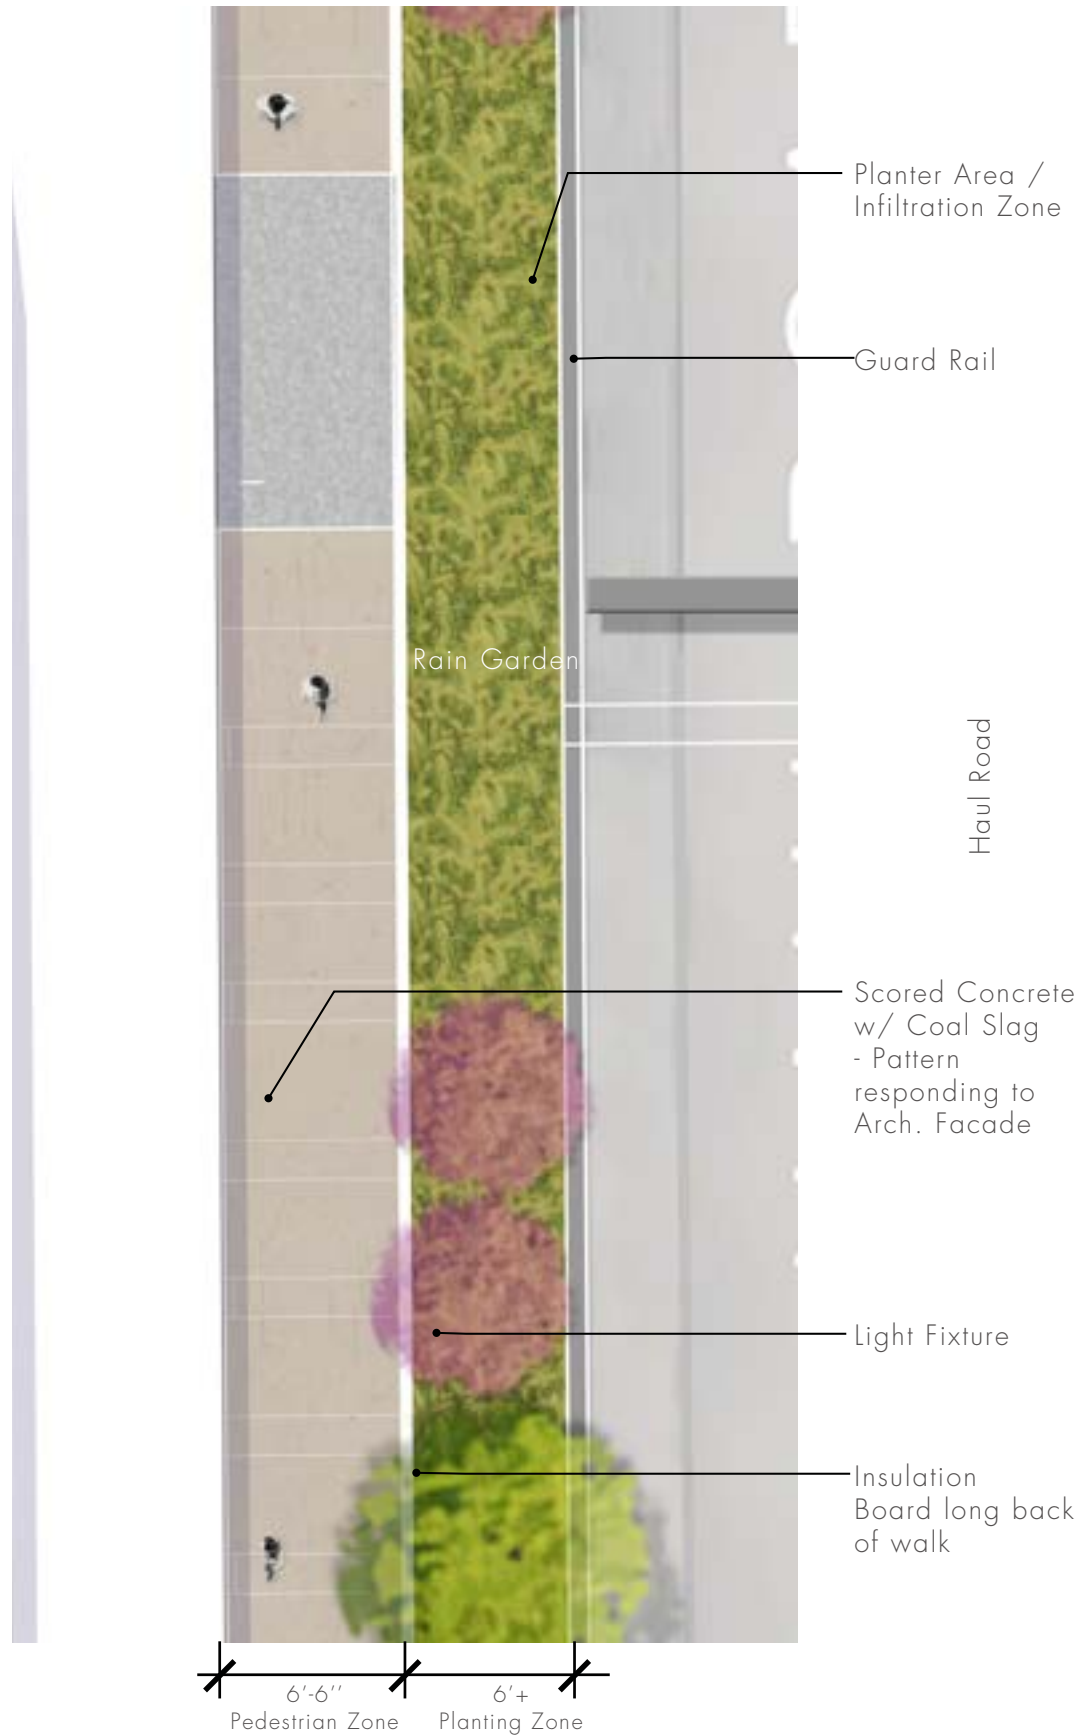 Planter Area /
Infiltration Zone
Guard Rail
Rain Garden
Haul Road
Scored Concrete
w/ Coal Slag
- Pattern
responding to
Arch. Facade
Light Fixture
Insulation
Board long back
of walk
6'-6''
Pedestrian Zone
6'+
Planting Zone